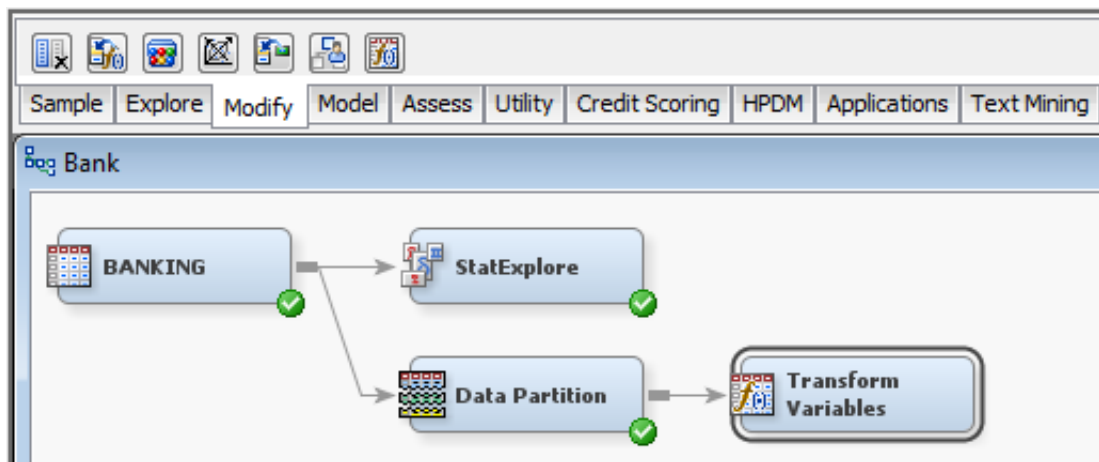 Sample Explore Modify Model Assess Utility Credit Scoring HPDM Applications Text Mining
Bank
BANKING
StatExplore
Data Partition
Transform
Variables